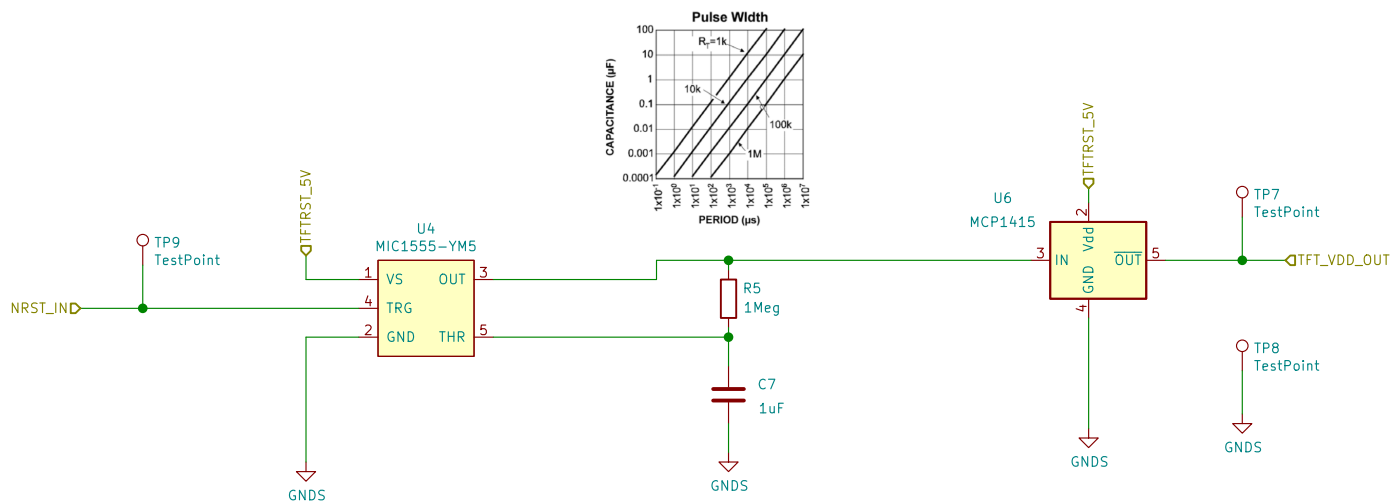 Pulse Width
CAPACITANCE (µF)
100
10
1
0.1
0.01
0.001
0.0001
RT=1k
10k
100k
1M
1x10-1
1x100
1x101
1x102
1x103
1x104
1x105
1x106
1x107
PERIOD (µs)
NRST_IN
TP9
TestPoint
TFTRST_5V
U4
MIC1555-YM5
1
VS
OUT
3
4
TRG
2
GND
THR
5
GNDS
R5
1Meg
C7
1uF
GNDS
TFTRST_5V
U6
MCP1415
2
Vdd
3
IN
OUT
5
GND
4
GNDS
TP7
TestPoint
TFT_VDD_OUT
TP8
TestPoint
GNDS